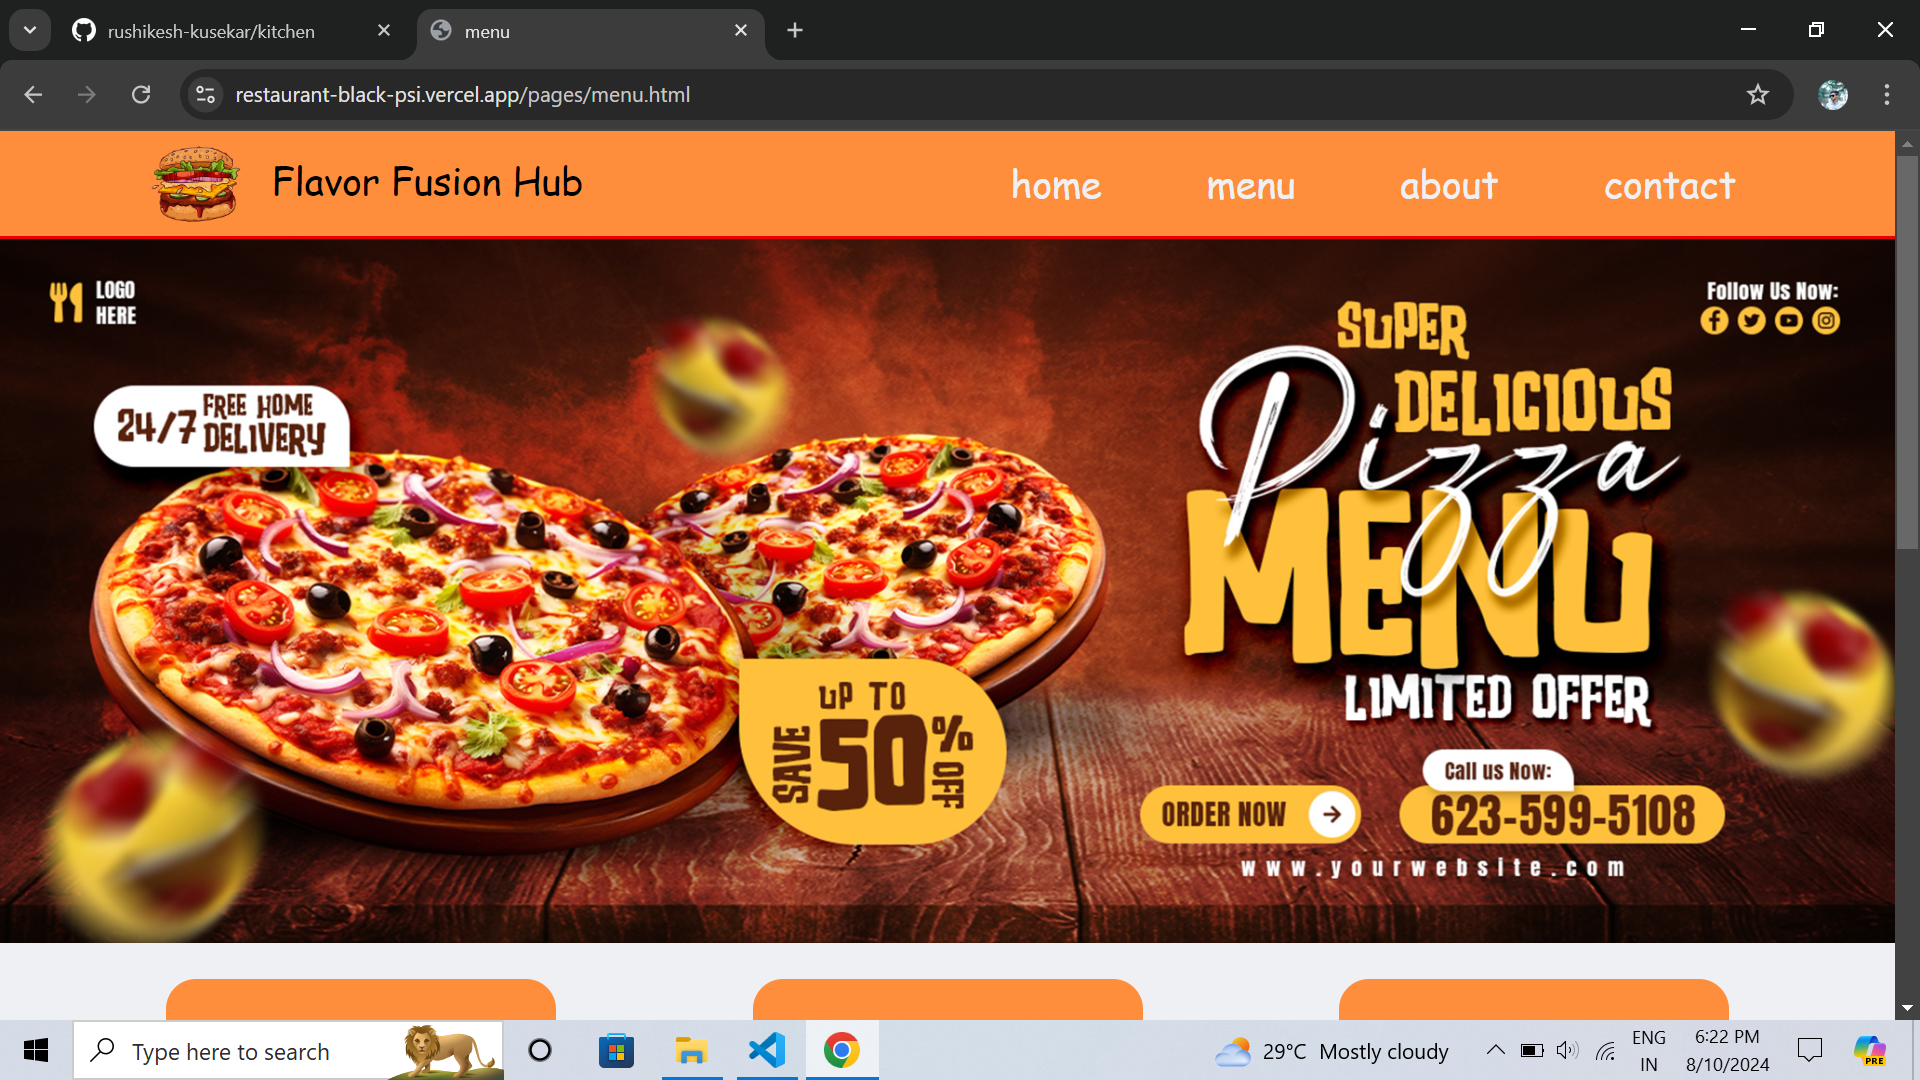 rushikesh-kusekar/kitchen
menu
restaurant-black-psi.vercel.app/pages/menu.html
Flavor Fusion Hub
home
menu
about
contact
LOGO
HERE
Follow Us Now:
24/7 FREE HOME
DELIVERY
SUPER
DELICIOUS
Pizza
MENU
LIMITED OFFER
UP TO
SAVE 50% OFF
Call us Now:
ORDER NOW
623-599-5108
www.yourwebsite.com
Type here to search
29°C Mostly cloudy
ENG
IN
6:22 PM
8/10/2024
PRE